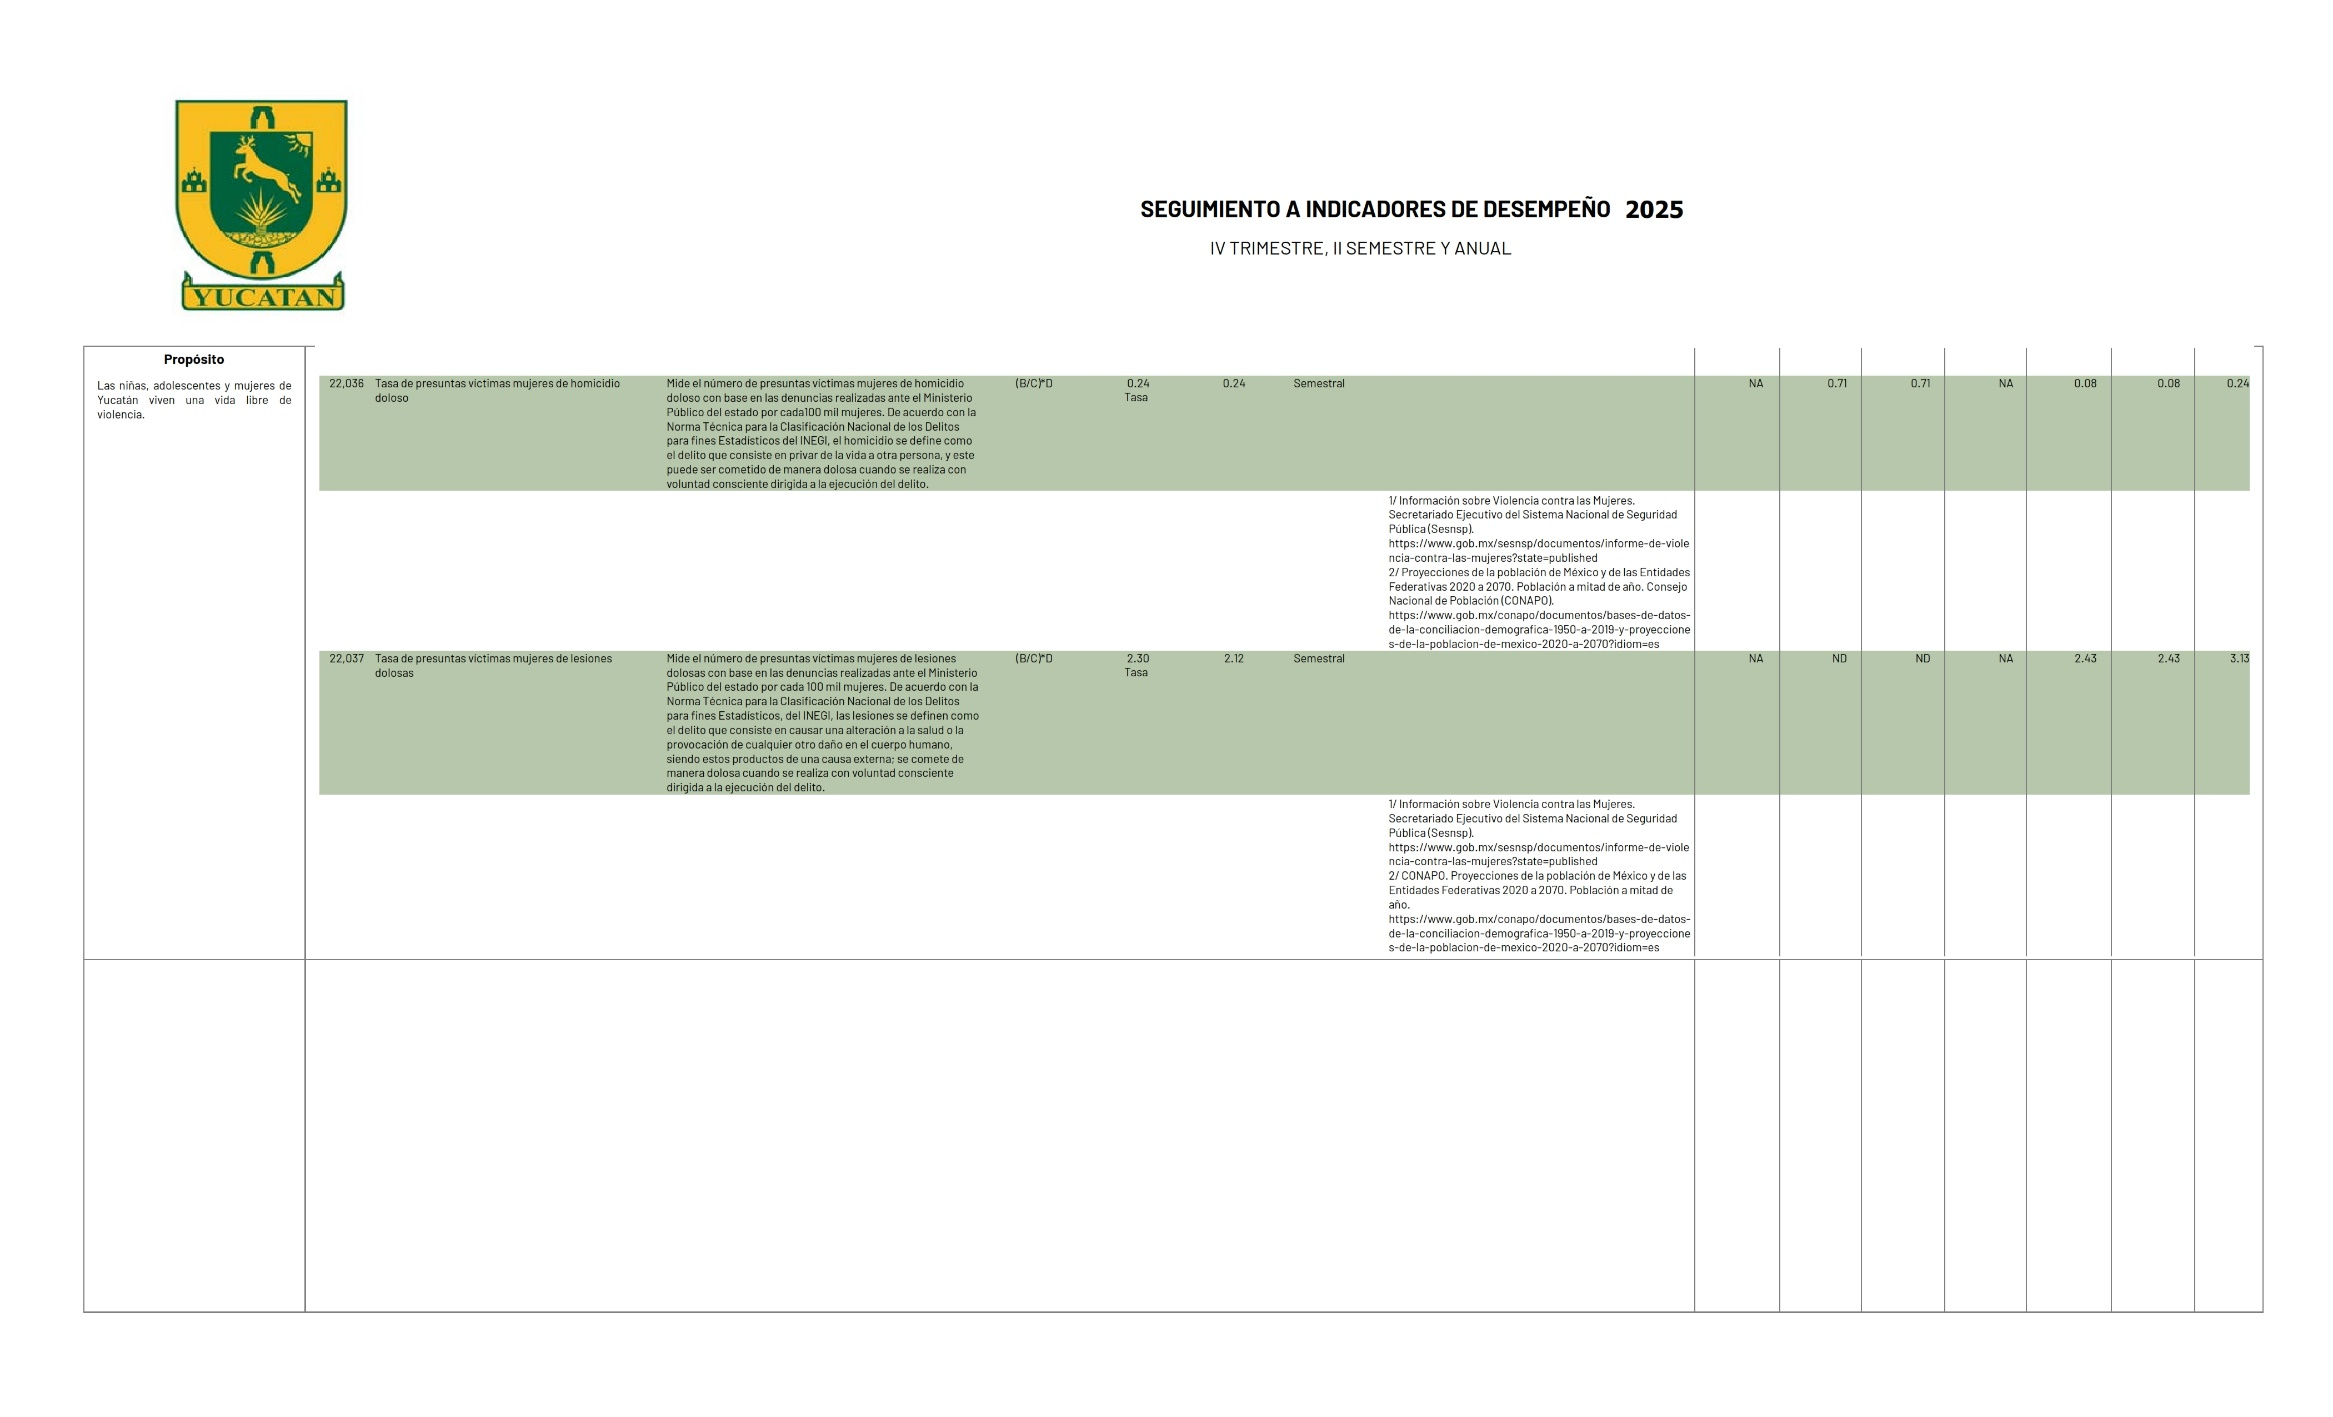 YUCATAN
SEGUIMIENTO A INDICADORES DE DESEMPEÑO 2025
IV TRIMESTRE, II SEMESTRE Y ANUAL
Propósito
Las niñas, adolescentes y mujeres de
Yucatán viven una vida libre de
violencia.
22,036 Tasa de presuntas víctimas mujeres de homicidio
doloso
Mide el número de presuntas víctimas mujeres de homicidio
doloso con base en las denuncias realizadas ante el Ministerio
Público del estado por cada100 mil mujeres. De acuerdo con la
Norma Técnica para la Clasificación Nacional de los Delitos
para fines Estadísticos del INEGI, el homicidio se define como
el delito que consiste en privar de la vida a otra persona, y este
puede ser cometido de manera dolosa cuando se realiza con
voluntad consciente dirigida a la ejecución del delito.
(B/C)*D
0.24
Tasa
0.24
Semestral
NA 0.71 0.71 NA 0.08 0.08 0.24
1/ Información sobre Violencia contra las Mujeres.
Secretariado Ejecutivo del Sistema Nacional de Seguridad
Pública (Sesnsp).
https://www.gob.mx/sesnsp/documentos/informe-de-viole
ncia-contra-las-mujeres?state=published
2/ Proyecciones de la población de México y de las Entidades
Federativas 2020 a 2070. Población a mitad de año. Consejo
Nacional de Población (CONAPO).
https://www.gob.mx/conapo/documentos/bases-de-datos-
de-la-conciliacion-demografica-1950-a-2019-y-proyeccione
s-de-la-poblacion-de-mexico-2020-a-2070?idiom=es
22,037 Tasa de presuntas víctimas mujeres de lesiones
dolosas
Mide el número de presuntas víctimas mujeres de lesiones
dolosas con base en las denuncias realizadas ante el Ministerio
Público del estado por cada 100 mil mujeres. De acuerdo con la
Norma Técnica para la Clasificación Nacional de los Delitos
para fines Estadísticos, del INEGI, las lesiones se definen como
el delito que consiste en causar una alteración a la salud o la
provocación de cualquier otro daño en el cuerpo humano,
siendo estos productos de una causa externa; se comete de
manera dolosa cuando se realiza con voluntad consciente
dirigida a la ejecución del delito.
(B/C)*D
2.30
Tasa
2.12
Semestral
NA ND ND NA 2.43 2.43 3.13
1/ Información sobre Violencia contra las Mujeres.
Secretariado Ejecutivo del Sistema Nacional de Seguridad
Pública (Sesnsp).
https://www.gob.mx/sesnsp/documentos/informe-de-viole
ncia-contra-las-mujeres?state=published
2/ CONAPO. Proyecciones de la población de México y de las
Entidades Federativas 2020 a 2070. Población a mitad de
año.
https://www.gob.mx/conapo/documentos/bases-de-datos-
de-la-conciliacion-demografica-1950-a-2019-y-proyeccione
s-de-la-poblacion-de-mexico-2020-a-2070?idiom=es